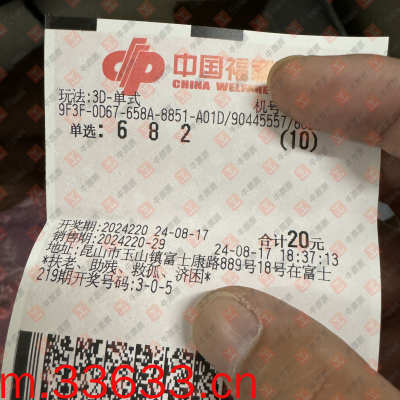 中国福
CHINA WELFARE
玩法:3D-单式
机号
9F3F-0D67-658A-8851-A01D/90445557/
单选: 6 8 2 (10)
开奖期:2024220 24-08-17 合计20元
销售期:2024220-29 24-08-17 18:37:13
地址:昆山市玉山镇富士康路889号18号在富士
*扶老、助残、救孤、济困*
219期开奖号码:3-0-5
m.33633.cn